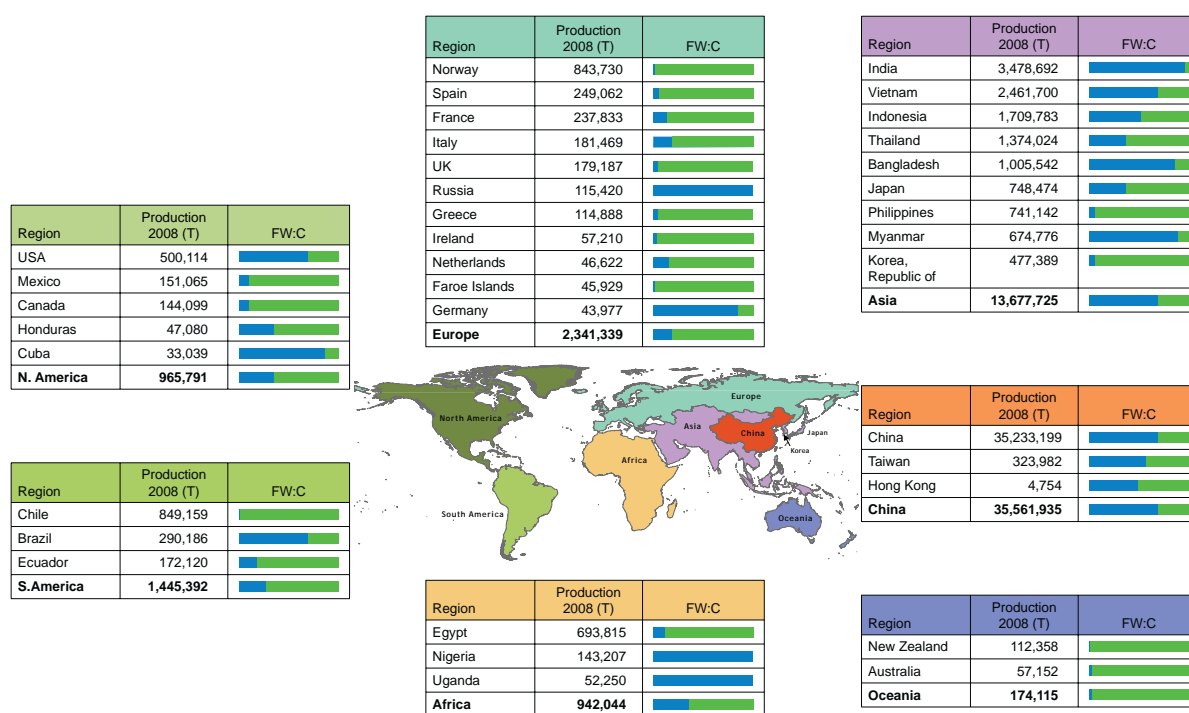 Region Production 2008 (T) FW:C
Norway 843,730
Spain 249,062
France 237,833
Italy 181,469
UK 179,187
Russia 115,420
Greece 114,888
Ireland 57,210
Netherlands 46,622
Faroe Islands 45,929
Germany 43,977
Europe 2,341,339
Region Production 2008 (T) FW:C
India 3,478,692
Vietnam 2,461,700
Indonesia 1,709,783
Thailand 1,374,024
Bangladesh 1,005,542
Japan 748,474
Philippines 741,142
Myanmar 674,776
Korea, Republic of 477,389
Asia 13,677,725
Region Production 2008 (T) FW:C
USA 500,114
Mexico 151,065
Canada 144,099
Honduras 47,080
Cuba 33,039
N. America 965,791
North America
Europe
Asia
China
Japan
Korea
Africa
South America
Oceania
Region Production 2008 (T) FW:C
China 35,233,199
Taiwan 323,982
Hong Kong 4,754
China 35,561,935
Region Production 2008 (T) FW:C
Chile 849,159
Brazil 290,186
Ecuador 172,120
S.America 1,445,392
Region Production 2008 (T) FW:C
Egypt 693,815
Nigeria 143,207
Uganda 52,250
Africa 942,044
Region Production 2008 (T) FW:C
New Zealand 112,358
Australia 57,152
Oceania 174,115